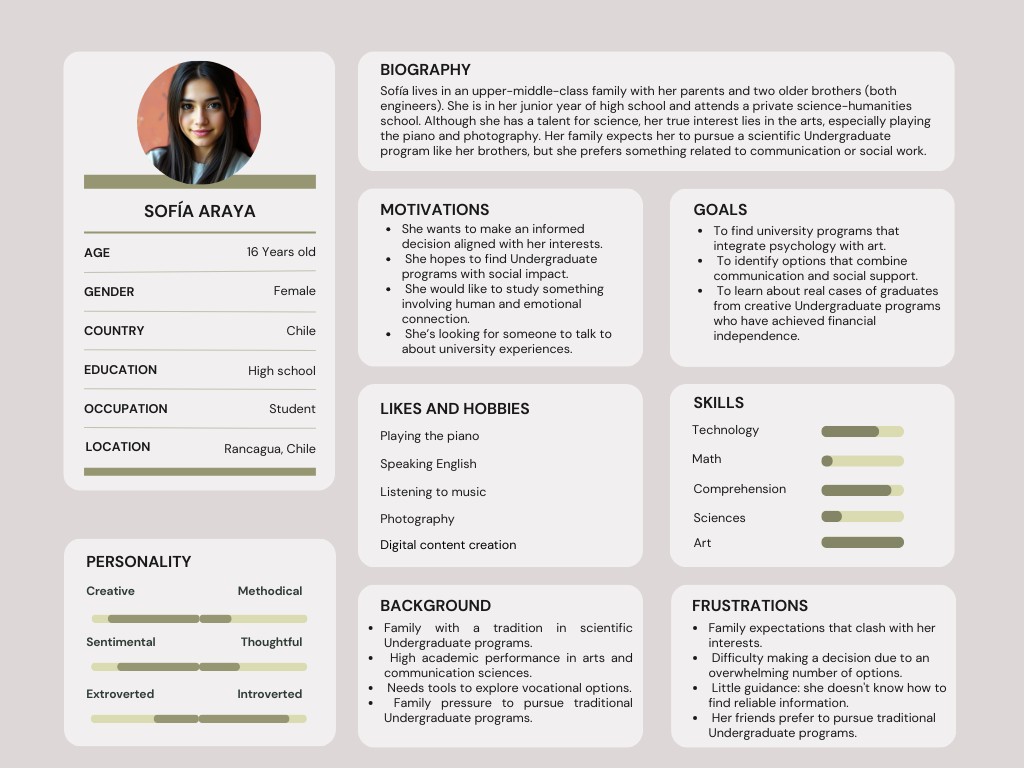 SOFÍA ARAYA
AGE 16 Years old
GENDER Female
COUNTRY Chile
EDUCATION High school
OCCUPATION Student
LOCATION Rancagua, Chile
PERSONALITY
Creative Methodical
Sentimental Thoughtful
Extroverted Introverted
BIOGRAPHY
Sofía lives in an upper-middle-class family with her parents and two older brothers (both
engineers). She is in her junior year of high school and attends a private science-humanities
school. Although she has a talent for science, her true interest lies in the arts, especially playing
the piano and photography. Her family expects her to pursue a scientific Undergraduate
program like her brothers, but she prefers something related to communication or social work.
MOTIVATIONS
• She wants to make an informed
decision aligned with her interests.
• She hopes to find Undergraduate
programs with social impact.
• She would like to study something
involving human and emotional
connection.
• She’s looking for someone to talk to
about university experiences.
GOALS
• To find university programs that
integrate psychology with art.
• To identify options that combine
communication and social support.
• To learn about real cases of graduates
from creative Undergraduate programs
who have achieved financial
independence.
LIKES AND HOBBIES
Playing the piano
Speaking English
Listening to music
Photography
Digital content creation
SKILLS
Technology
Math
Comprehension
Sciences
Art
BACKGROUND
• Family with a tradition in scientific
Undergraduate programs.
• High academic performance in arts and
communication sciences.
• Needs tools to explore vocational options.
• Family pressure to pursue traditional
Undergraduate programs.
FRUSTRATIONS
• Family expectations that clash with her
interests.
• Difficulty making a decision due to an
overwhelming number of options.
• Little guidance: she doesn't know how to
find reliable information.
• Her friends prefer to pursue traditional
Undergraduate programs.